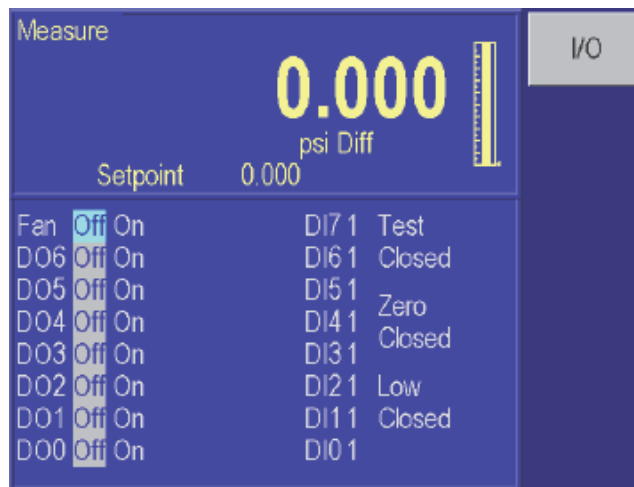 Measure
I/O
0.000
psi Diff
Setpoint 0.000
Fan Off On DI7 1 Test
DO6 Off On DI6 1 Closed
DO5 Off On DI5 1
Zero
DO4 Off On DI4 1
Closed
DO3 Off On DI3 1
DO2 Off On DI2 1 Low
DO1 Off On DI1 1 Closed
DO0 Off On DI0 1